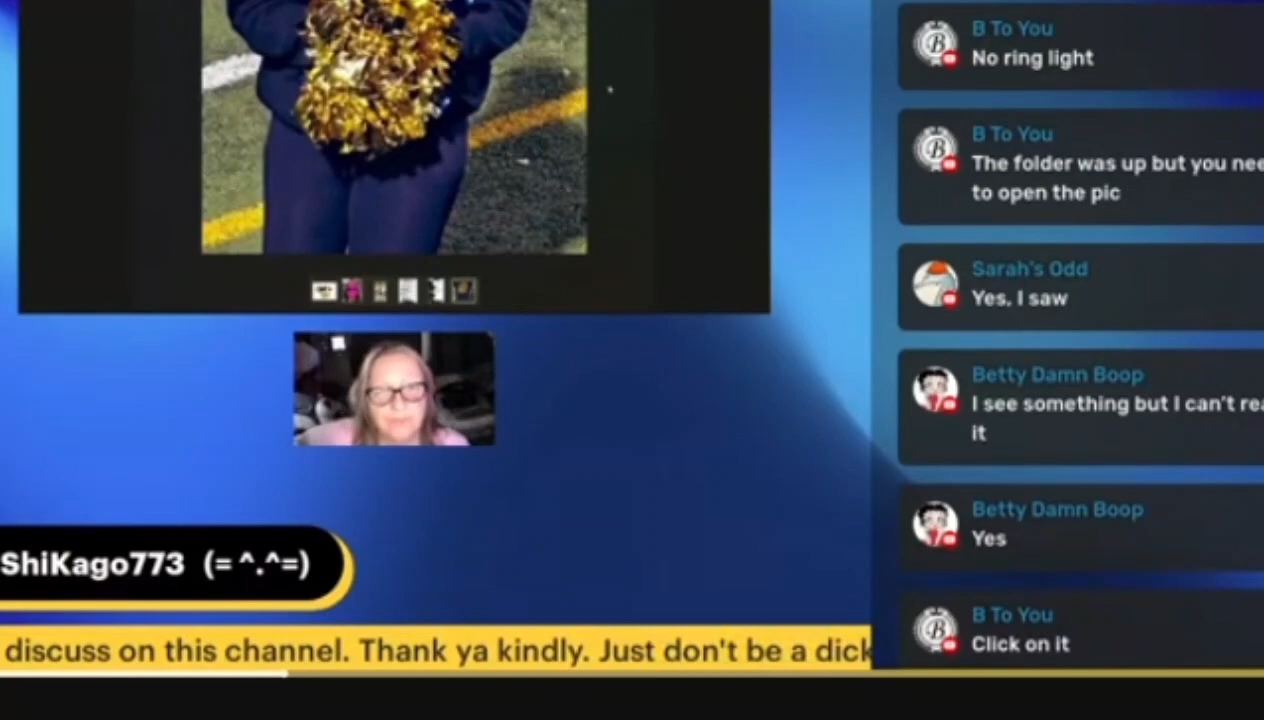 B To You
No ring light
B To You
The folder was up but you
to open the pic
Sarah's Odd
Yes, I saw
Betty Damn Boop
I see something but I can't
it
Betty Damn Boop
Yes
B To You
Click on it
ShiKago773 (=^.^=)
discuss on this channel. Thank ya kindly. Just don't be a dick